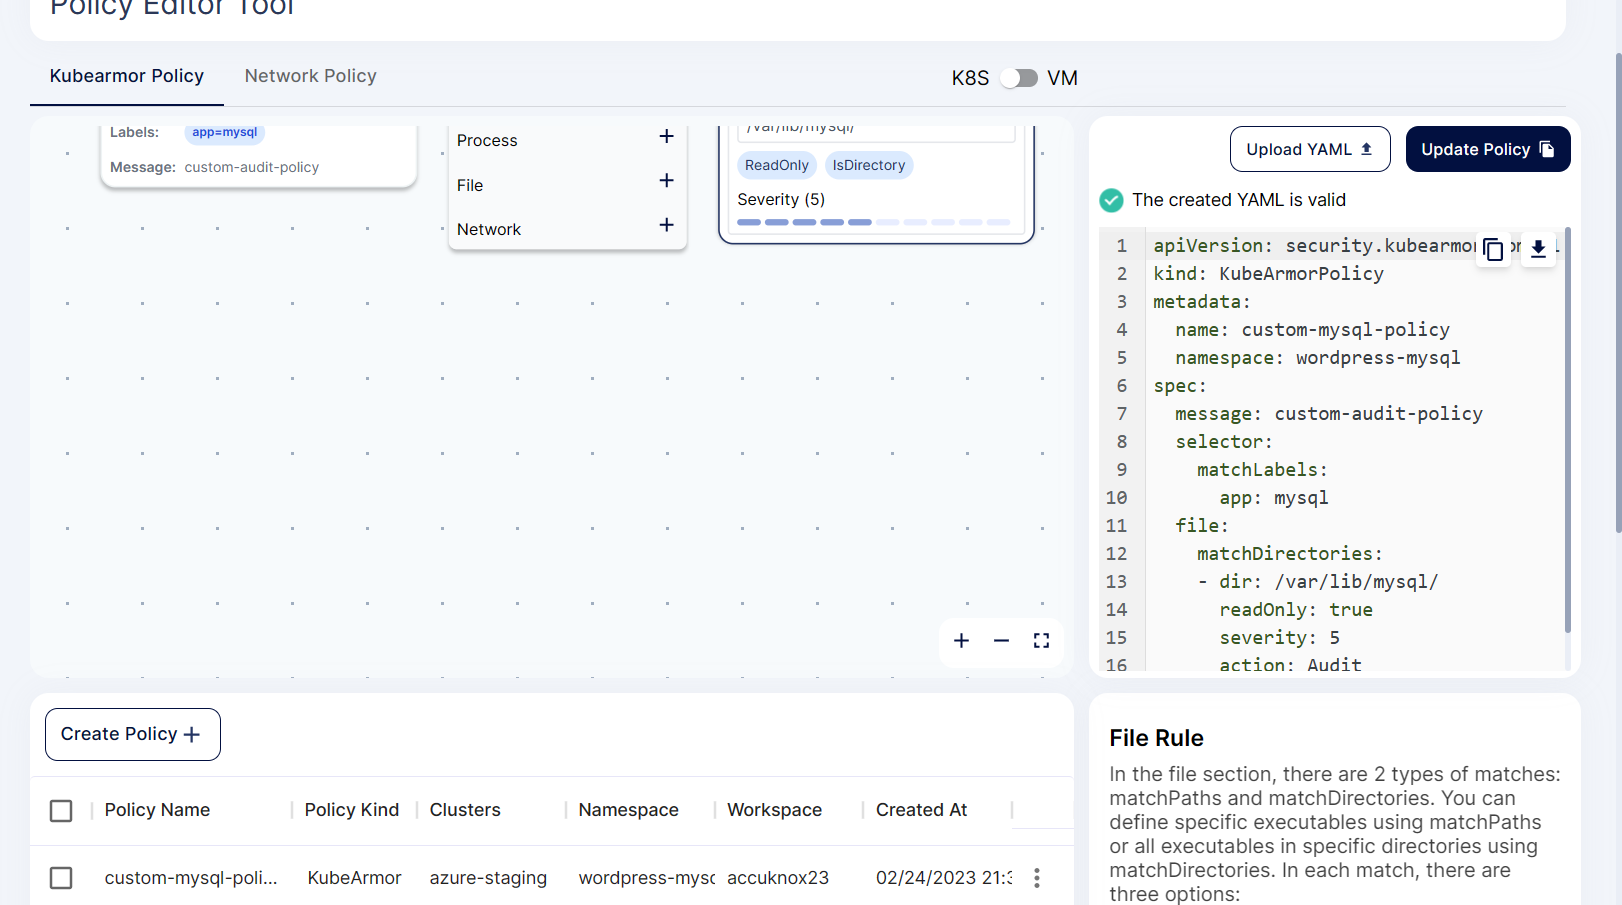 Policy Editor Tool
Kubearmor Policy
Network Policy
K8S
VM
Labels:
app=mysql
Message: custom-audit-policy
Process
File
Network
/var/lib/mysql/
ReadOnly
IsDirectory
Severity (5)
Upload YAML
Update Policy
The created YAML is valid
1 apiVersion: security.kubearmor
2 kind: KubeArmorPolicy
3 metadata:
4 name: custom-mysql-policy
5 namespace: wordpress-mysql
6 spec:
7 message: custom-audit-policy
8 selector:
9 matchLabels:
10 app: mysql
11 file:
12 matchDirectories:
13 - dir: /var/lib/mysql/
14 readOnly: true
15 severity: 5
16 action: Audit
Create Policy
Policy Name
Policy Kind
Clusters
Namespace
Workspace
Created At
custom-mysql-poli...
KubeArmor
azure-staging
wordpress-mysc
accuknox23
02/24/2023 21:3
File Rule
In the file section, there are 2 types of matches:
matchPaths and matchDirectories. You can
define specific executables using matchPaths
or all executables in specific directories using
matchDirectories. In each match, there are
three options: